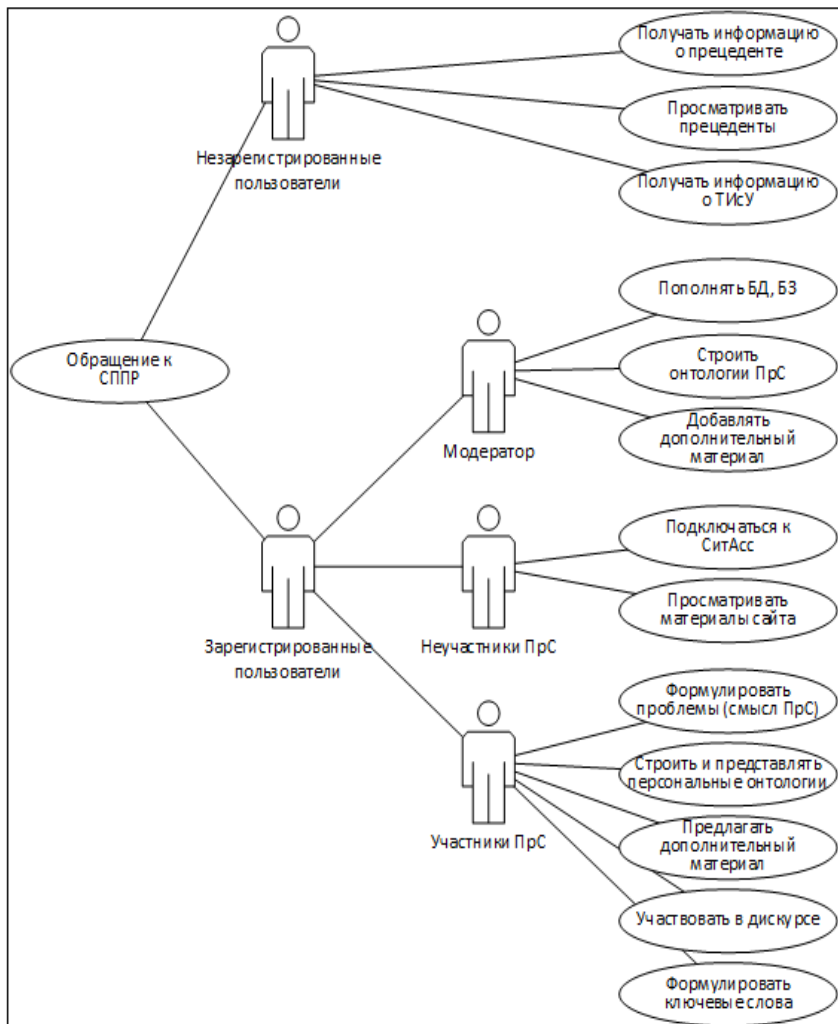 Получать информацию
о прецеденте
Просматривать
прецеденты
Незарегистрированные
пользователи
Получать информацию
о ТИсУ
Пополнять БД, БЗ
Обращение к
СППР
Строить
онтологии ПрС
Модератор
Добавлять
дополнительный
материал
Подключаться к
СитАсс
Просматривать
материалы сайта
Зарегистрированные
пользователи
Неучастники ПрС
Формулировать
проблемы (смысл ПрС)
Строить и представлять
персональные онтологии
Участники ПрС
Предлагать
дополнительный
материал
Участвовать в дискурсе
Формулировать
ключевые слова